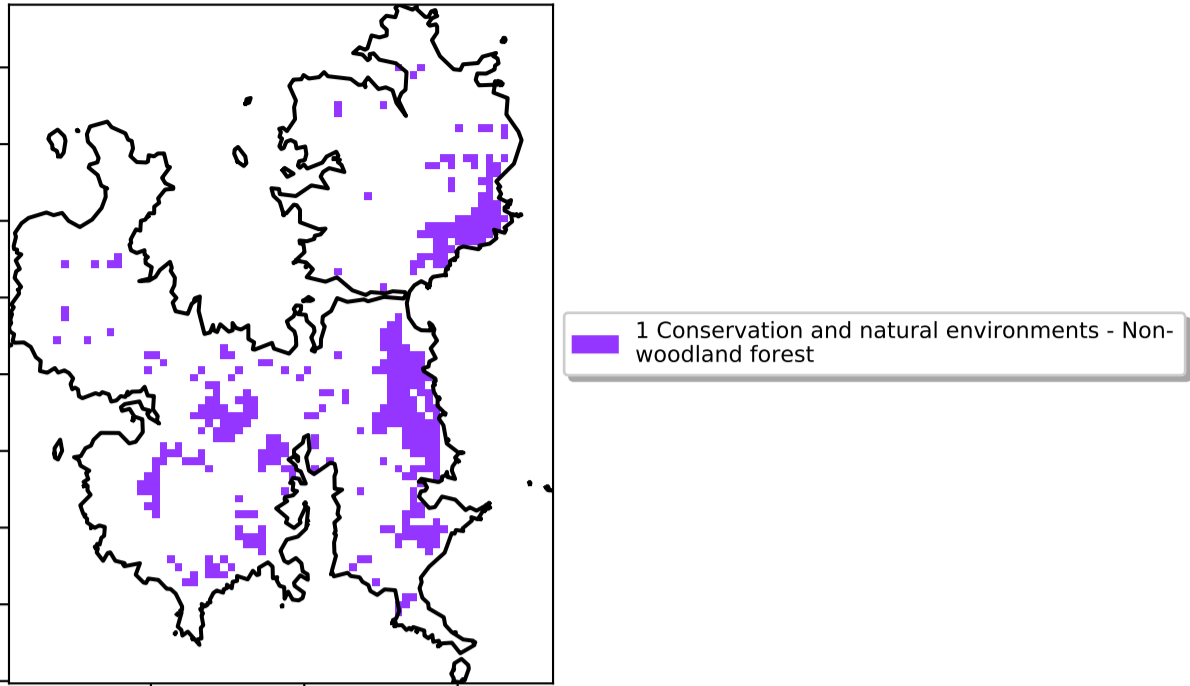 1 Conservation and natural environments - Non-
woodland forest